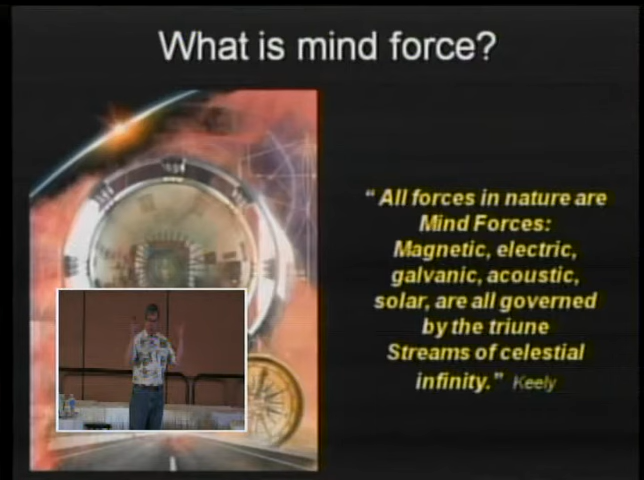 What is mind force?
“ All forces in nature are
Mind Forces:
Magnetic, electric,
galvanic, acoustic,
solar, are all governed
by the triune
Streams of celestial
infinity.” Keely